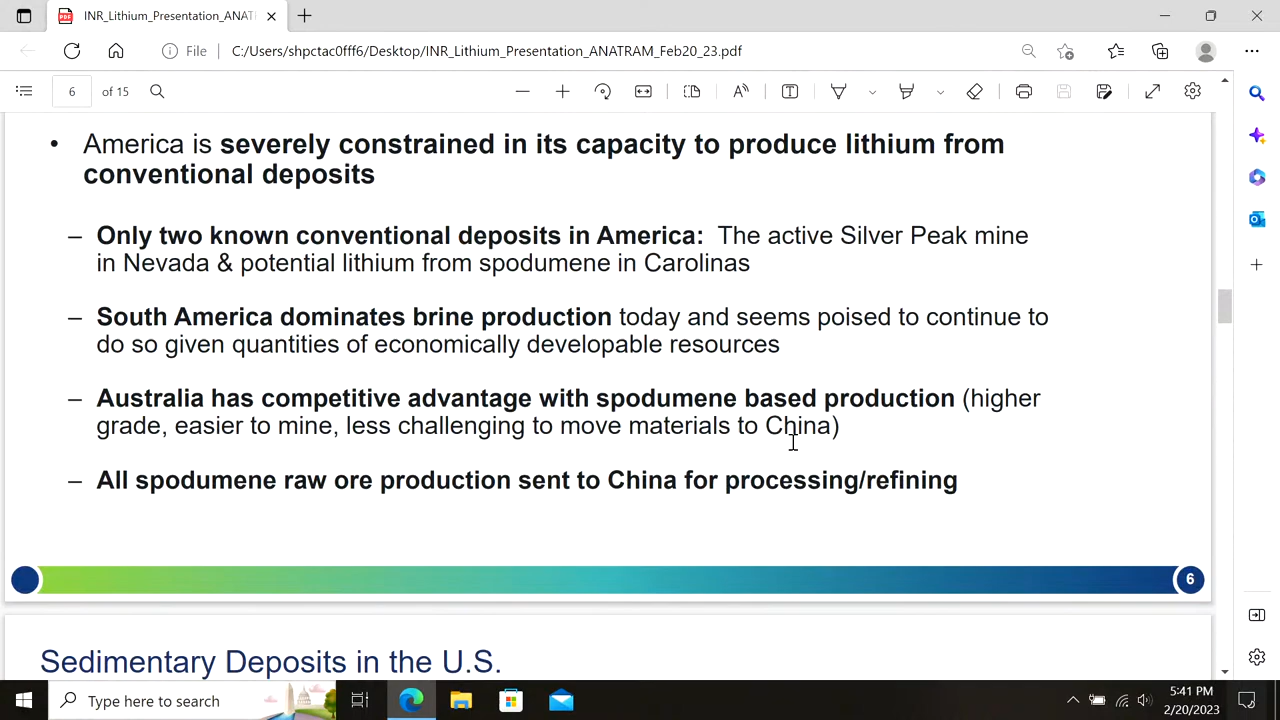 INR_Lithium_Presentation_ANATR
File
C:/Users/shpctac0fff6/Desktop/INR_Lithium_Presentation_ANATRAM_Feb20_23.pdf
6 of 15
• America is severely constrained in its capacity to produce lithium from
conventional deposits
– Only two known conventional deposits in America: The active Silver Peak mine
in Nevada & potential lithium from spodumene in Carolinas
– South America dominates brine production today and seems poised to continue to
do so given quantities of economically developable resources
– Australia has competitive advantage with spodumene based production (higher
grade, easier to mine, less challenging to move materials to China)
– All spodumene raw ore production sent to China for processing/refining
6
Sedimentary Deposits in the U.S.
Type here to search
5:41 PM
2/20/2023